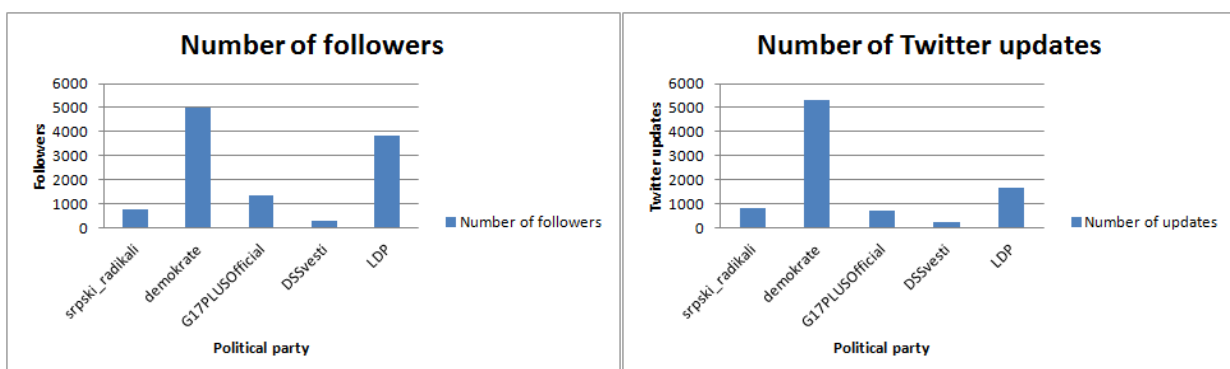 Number of followers
6000
5000
4000
3000
2000
1000
0
Followers
srpski_radikali
demokrate
G17PLUSOfficial
DSSvesti
LDP
Political party
Number of followers
Number of Twitter updates
6000
5000
4000
3000
2000
1000
0
Twitter updates
srpski_radikali
demokrate
G17PLUSOfficial
DSSvesti
LDP
Political party
Number of updates